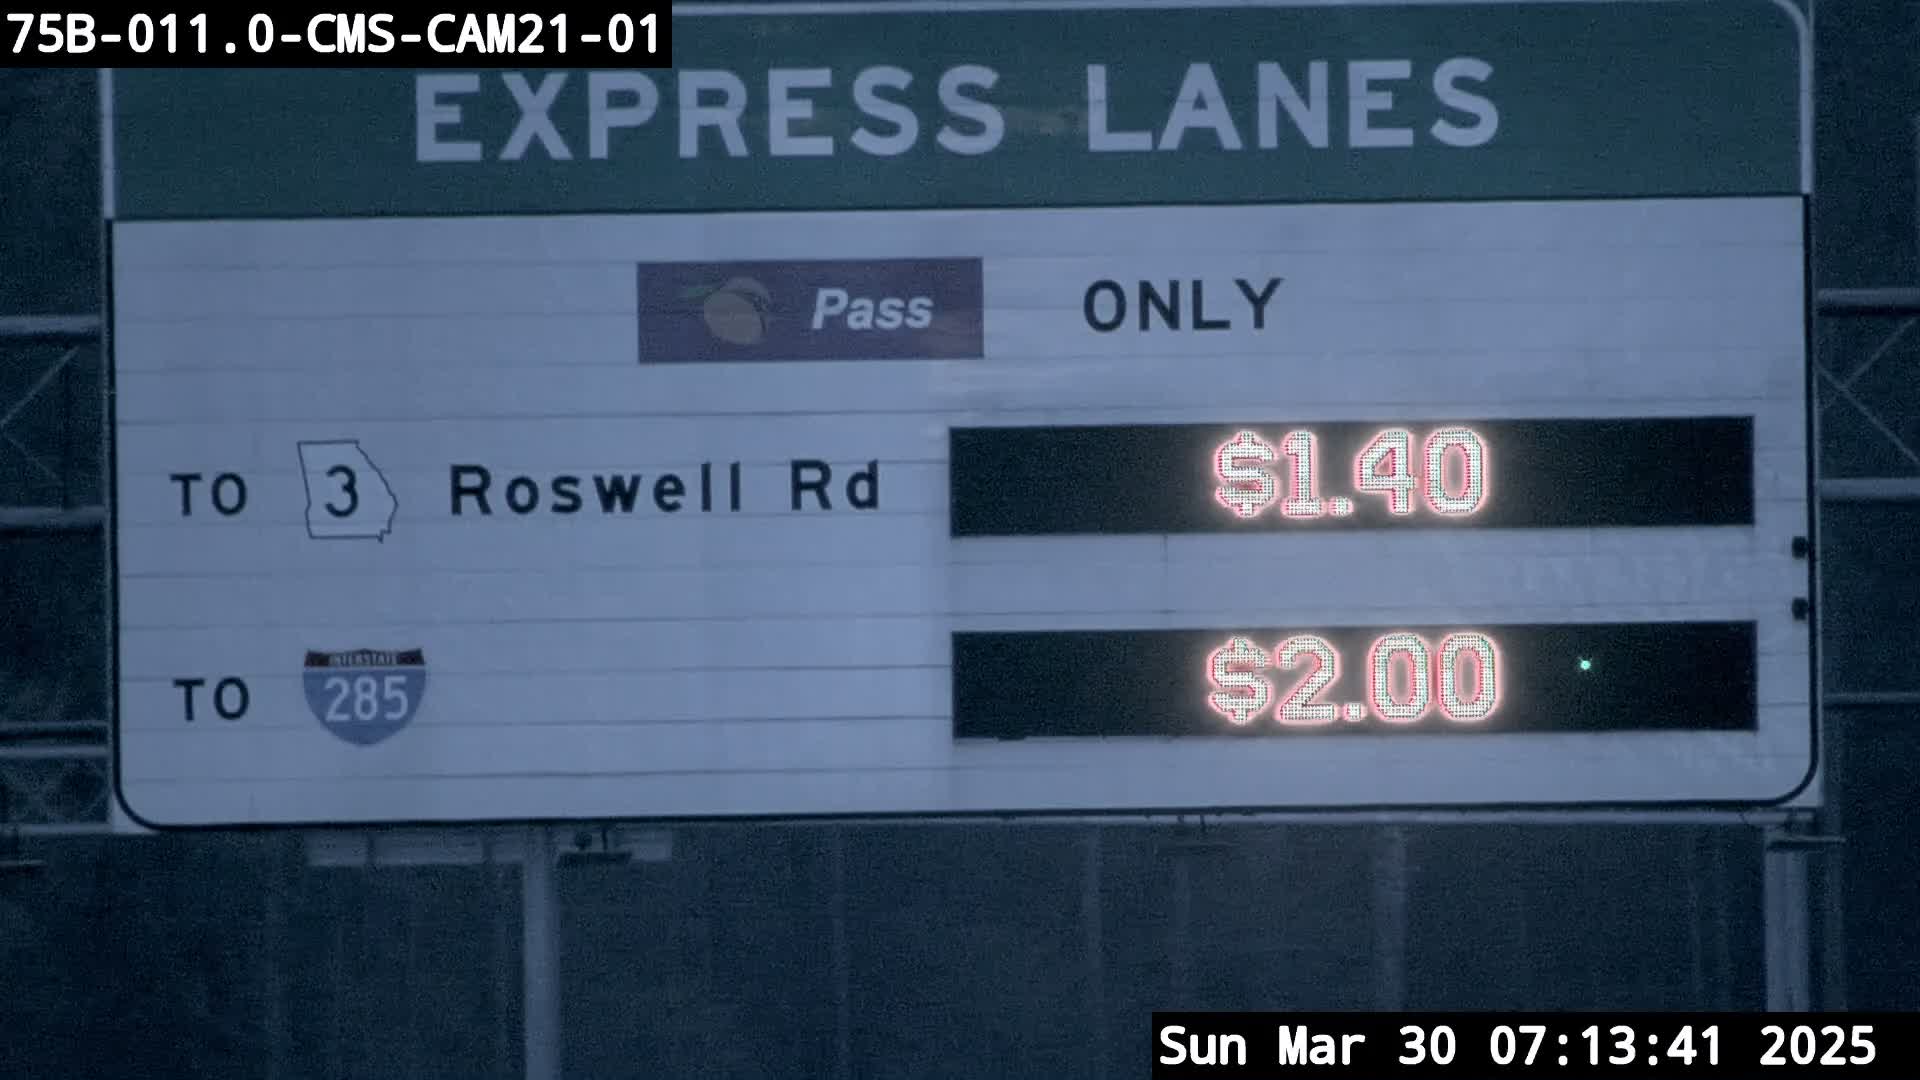 75B-011.0-CMS-CAM21-01
EXPRESS LANES
Pass ONLY
TO 3 Roswell Rd $1.40
TO INTERSTATE 285 $2.00
Sun Mar 30 07:13:41 2025